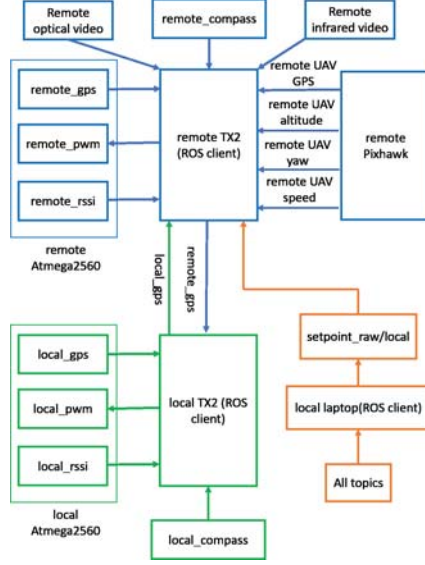 Remote
optical video
remote_compass
Remote
infrared video
remote_gps
remote_pwm
remote_rssi
remote
Atmega2560
remote TX2
(ROS client)
remote UAV
GPS
remote UAV
altitude
remote UAV
yaw
remote UAV
speed
remote
Pixhawk
local_gps
remote_gps
local_gps
local_pwm
local_rssi
local
Atmega2560
local TX2 (ROS
client)
local_compass
setpoint_raw/local
local laptop(ROS client)
All topics